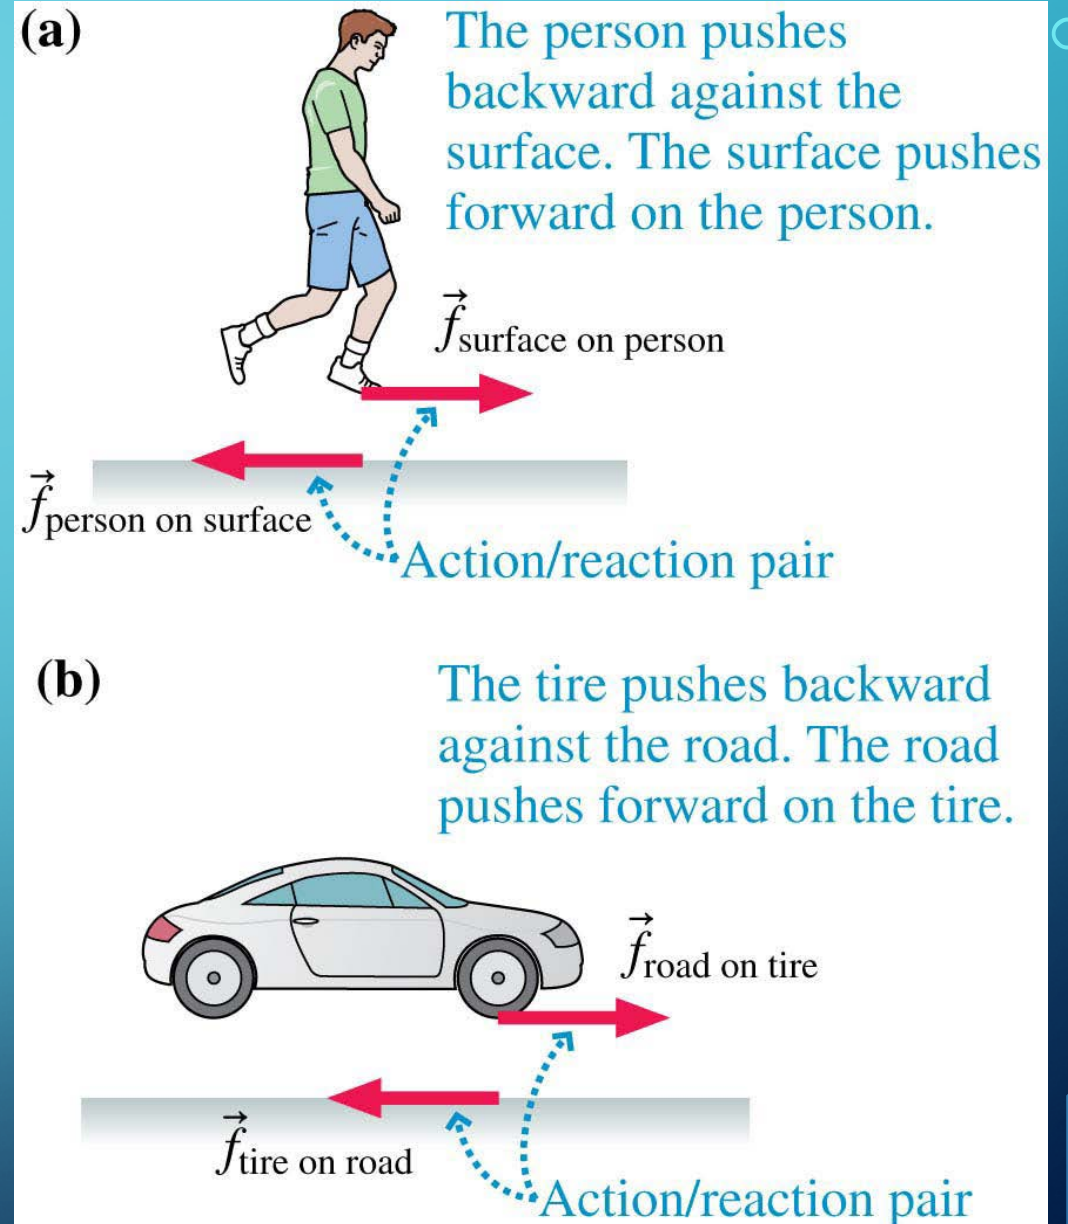 (a)
The person pushes
backward against the
surface. The surface pushes
forward on the person.
f⃗surface on person
f⃗person on surface
Action/reaction pair
(b)
The tire pushes backward
against the road. The road
pushes forward on the tire.
f⃗road on tire
f⃗tire on road
Action/reaction pair